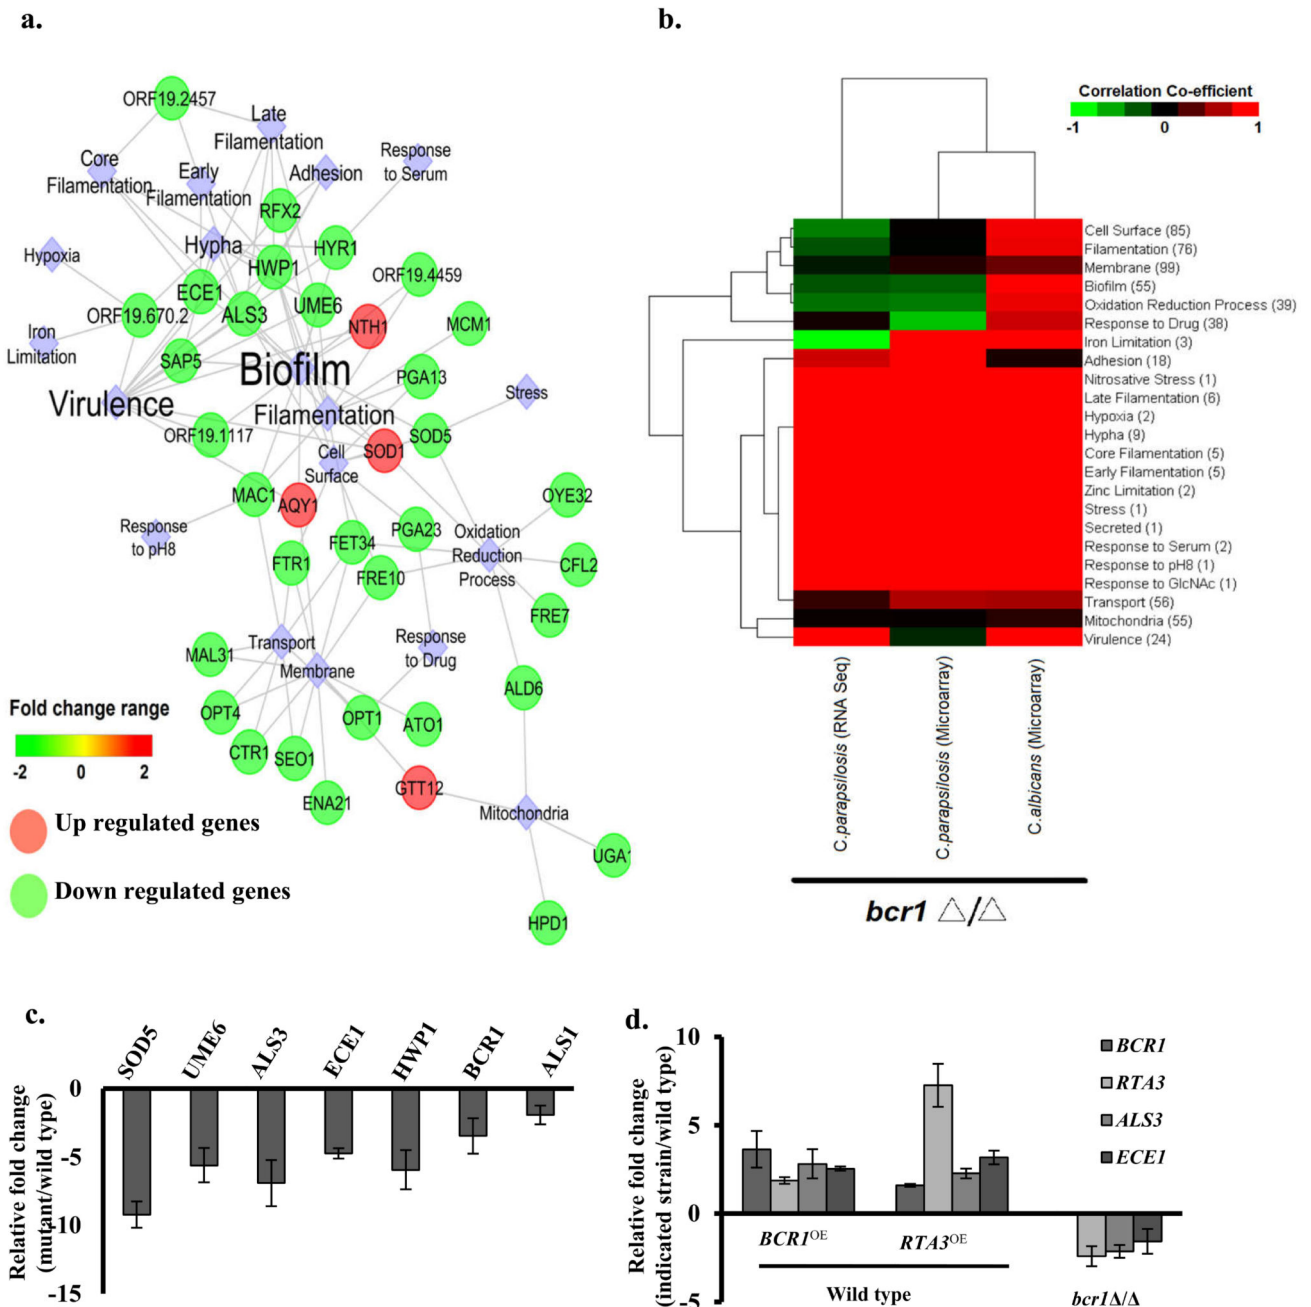 a.
ORF19.2457
Late
Filamentation
Core
Filamentation
Early
Filamentation
Adhesion
Response
to Serum
RFX2
Hypoxia
Hypha
HYR1
HWP1
ORF19.4459
ECE1
ORF19.670.2
ALS3
UME6
NTH1
MCM1
Iron
Limitation
SAP5
Biofilm
PGA13
Stress
Virulence
Filamentation
ORF19.1117
SOD5
SOD1
Cell
Surface
MAC1
AQY1
OYE32
Response
to pH8
PGA23
Oxidation
Reduction
Process
FET34
FTR1
FRE10
CFL2
FRE7
Transport
Response
to Drug
MAL31
Membrane
ALD6
OPT4
OPT1
ATO1
CTR1
SEO1
ENA21
GTT12
Mitochondria
UGA1
HPD1
Fold change range
-2 0 2
Up regulated genes
Down regulated genes
b.
Correlation Co-efficient
-1 0 1
Cell Surface (85)
Filamentation (76)
Membrane (99)
Biofilm (55)
Oxidation Reduction Process (39)
Response to Drug (38)
Iron Limitation (3)
Adhesion (18)
Nitrosative Stress (1)
Late Filamentation (6)
Hypoxia (2)
Hypha (9)
Core Filamentation (5)
Early Filamentation (5)
Zinc Limitation (2)
Stress (1)
Secreted (1)
Response to Serum (2)
Response to pH8 (1)
Response to GlcNAc (1)
Transport (56)
Mitochondria (55)
Virulence (24)
C.parapsilosis (RNA Seq)
C.parapsilosis (Microarray)
C.albicans (Microarray)
bcr1 △/△
c.
SOD5 UME6 ALS3 ECE1 HWP1 BCR1 ALS1
0
-5
-10
-15
Relative fold change
(mutant/wild type)
d.
10
5
0
-5
Relative fold change
(indicated strain/wild type)
BCR1
RTA3
ALS3
ECE1
BCR1OE RTA3OE
Wild type bcr1Δ/Δ